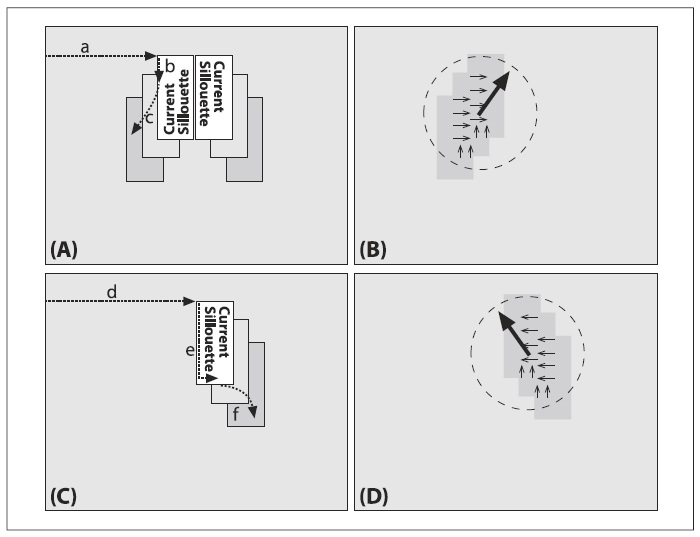 a
b
c
Current
Sillouette
Current
Sillouette
(A)
(B)
d
e
f
Current
Sillouette
(C)
(D)